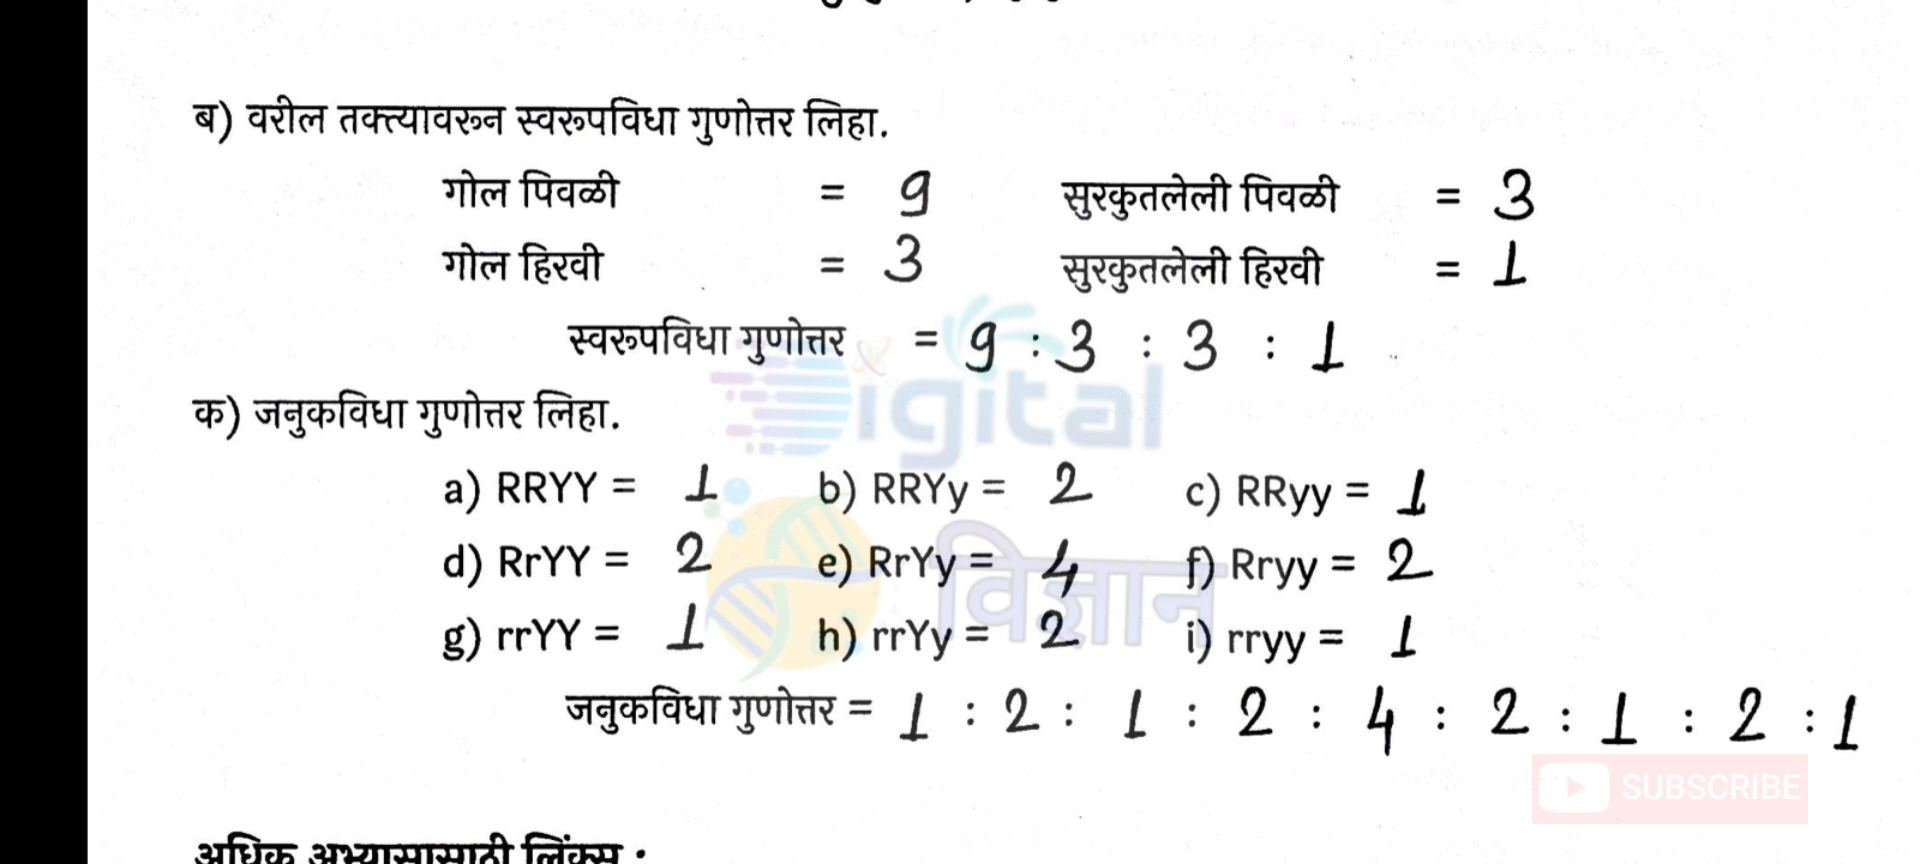 ब) वरील तक्त्यावरून स्वरूपविधा गुणोत्तर लिहा.
गोल पिवळी = 9 सुरकुतलेली पिवळी = 3
गोल हिरवी = 3 सुरकुतलेली हिरवी = 1
स्वरूपविधा गुणोत्तर = 9 : 3 : 3 : 1
क) जनुकविधा गुणोत्तर लिहा.
Digital
a) RRYY = 1 b) RRYy = 2 c) RRyy = 1
d) RrYY = 2 e) RrYy = 4 f) Rryy = 2
विज्ञान
g) rrYY = 1 h) rrYy = 2 i) rryy = 1
जनुकविधा गुणोत्तर = 1 : 2 : 1 : 2 : 4 : 2 : 1 : 2 : 1
SUBSCRIBE
अधिक अभ्यासासाठी लिंक्स :